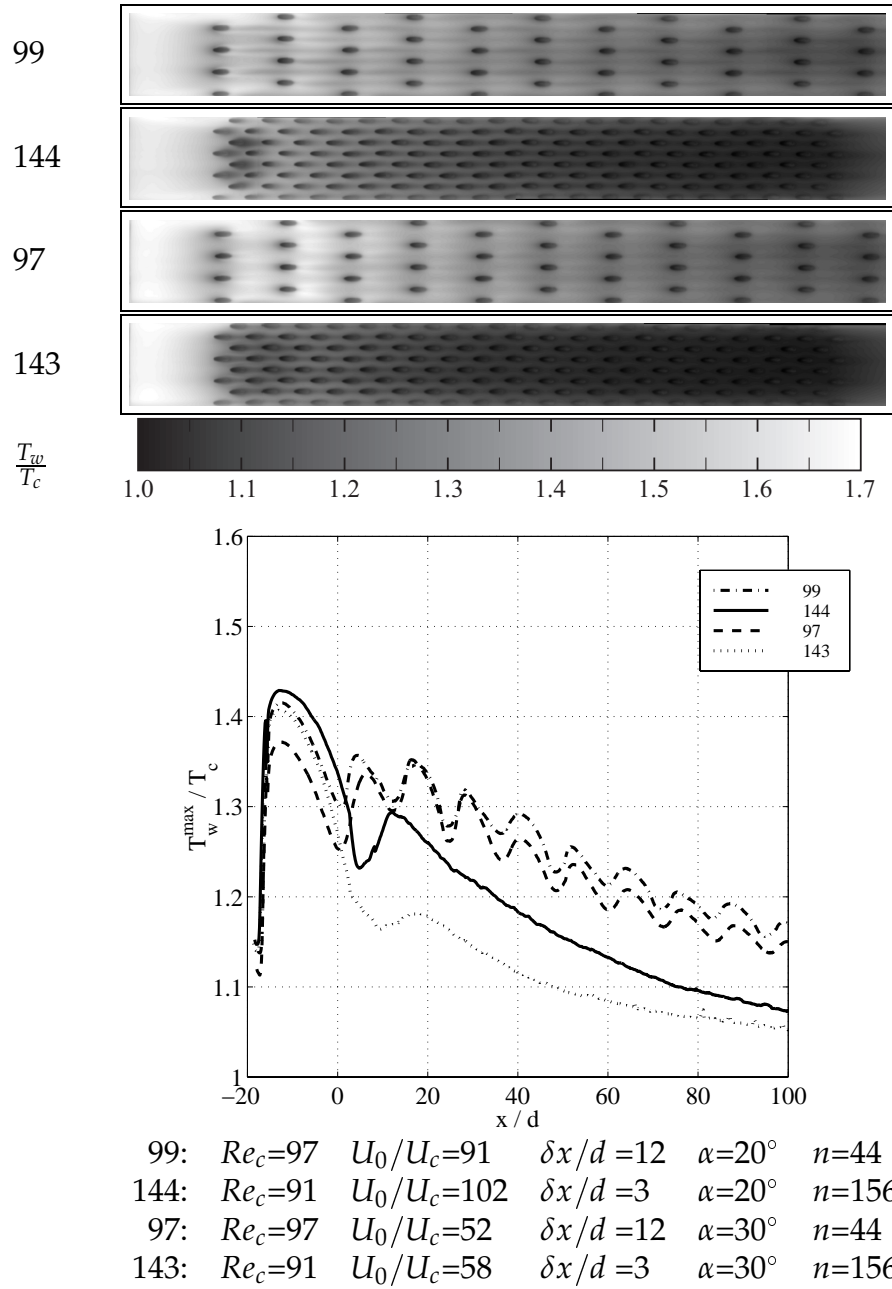 99
144
97
143
T_w/T_c
1.0 1.1 1.2 1.3 1.4 1.5 1.6 1.7
1.6
1.5
1.4
1.3
1.2
1.1
1
T_w^max / T_c
99
144
97
143
−20 0 20 40 60 80 100
x / d
99: Re_c=97 U_0/U_c=91 δx/d =12 α=20° n=44
144: Re_c=91 U_0/U_c=102 δx/d =3 α=20° n=156
97: Re_c=97 U_0/U_c=52 δx/d =12 α=30° n=44
143: Re_c=91 U_0/U_c=58 δx/d =3 α=30° n=156